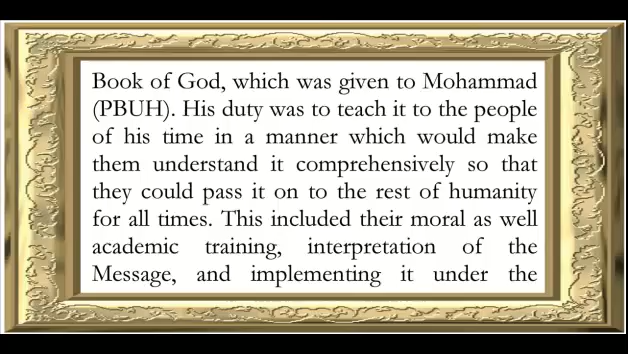 Book of God, which was given to Mohammad
(PBUH). His duty was to teach it to the people
of his time in a manner which would make
them understand it comprehensively so that
they could pass it on to the rest of humanity
for all times. This included their moral as well
academic training, interpretation of the
Message, and implementing it under the